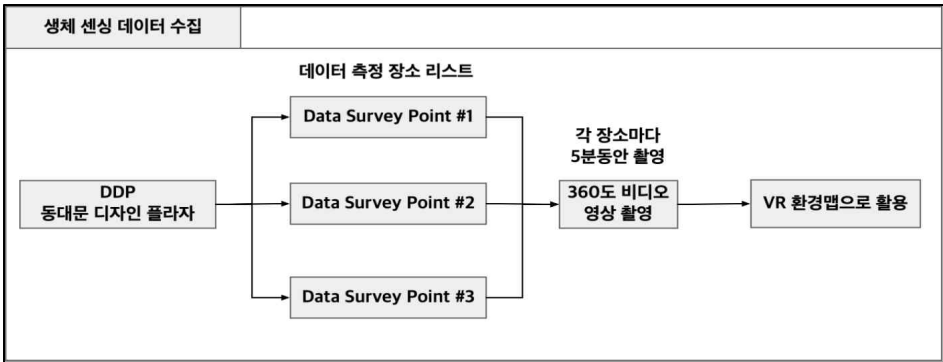 생체 센싱 데이터 수집
데이터 측정 장소 리스트
Data Survey Point #1
각 장소마다
5분동안 촬영
DDP
동대문 디자인 플라자
Data Survey Point #2
360도 비디오
영상 촬영
VR 환경맵으로 활용
Data Survey Point #3